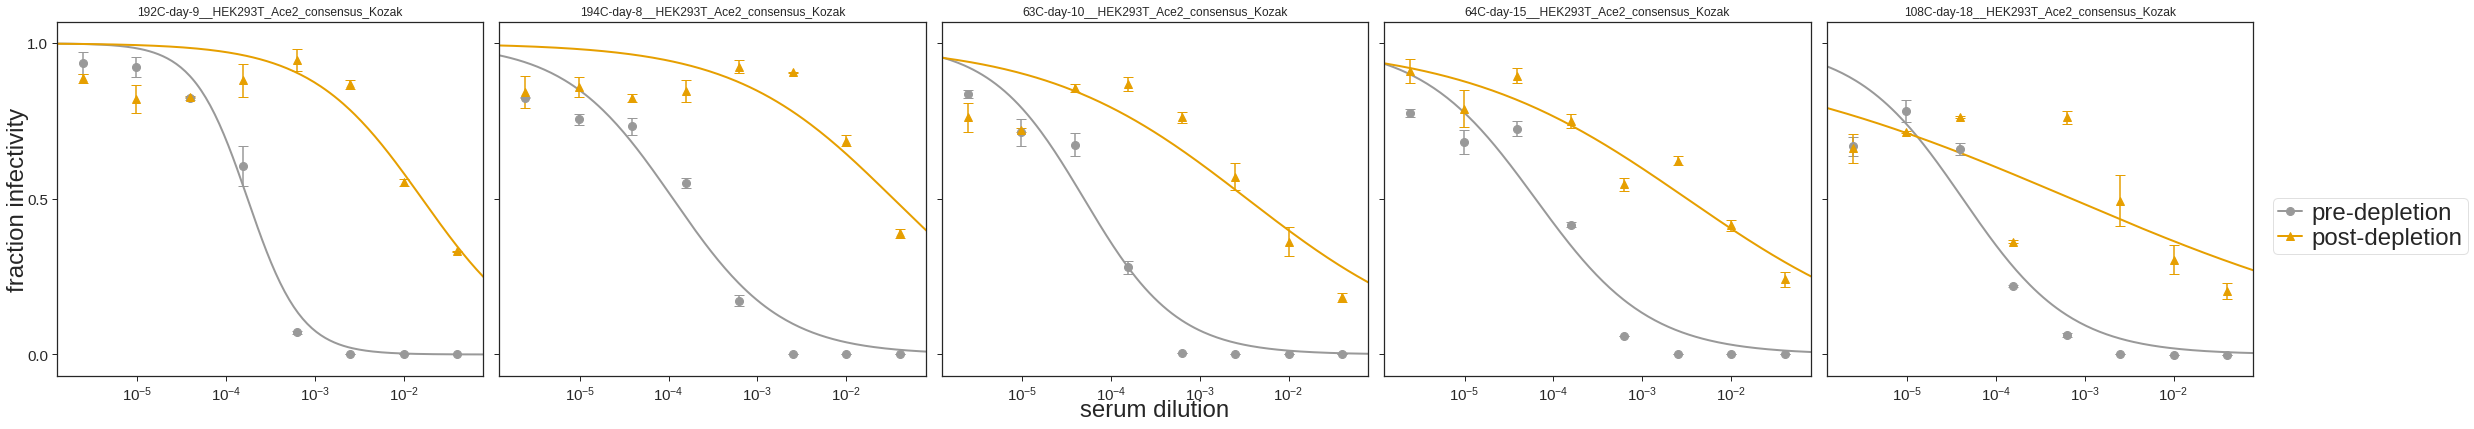 192C-day-9__HEK293T_Ace2_consensus_Kozak
194C-day-8__HEK293T_Ace2_consensus_Kozak
63C-day-10__HEK293T_Ace2_consensus_Kozak
64C-day-15__HEK293T_Ace2_consensus_Kozak
108C-day-18__HEK293T_Ace2_consensus_Kozak
fraction infectivity
1.0
0.5
0.0
10⁻⁵ 10⁻⁴ 10⁻³ 10⁻²
10⁻⁵ 10⁻⁴ 10⁻³ 10⁻²
10⁻⁵ 10⁻⁴ 10⁻³ 10⁻²
10⁻⁵ 10⁻⁴ 10⁻³ 10⁻²
10⁻⁵ 10⁻⁴ 10⁻³ 10⁻²
serum dilution
pre-depletion
post-depletion